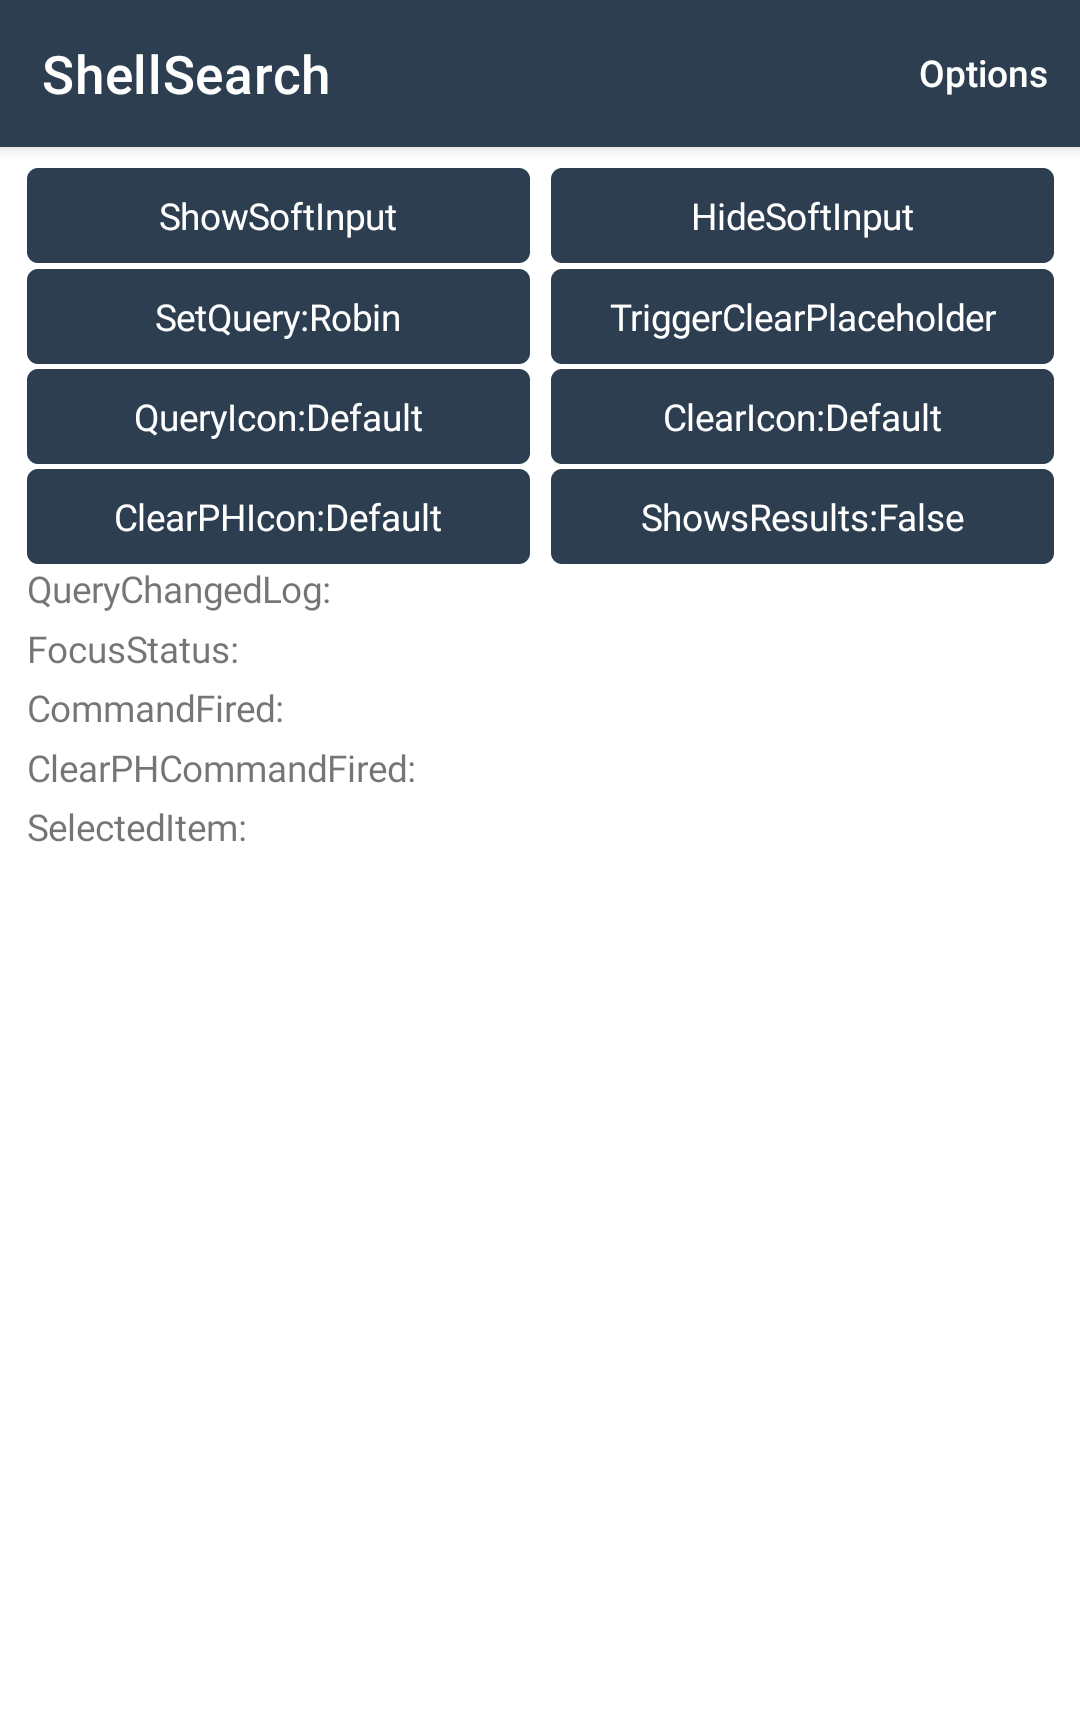 ShellSearch
Options
ShowSoftInput
HideSoftInput
SetQuery:Robin
TriggerClearPlaceholder
QueryIcon:Default
ClearIcon:Default
ClearPHIcon:Default
ShowsResults:False
QueryChangedLog:
FocusStatus:
CommandFired:
ClearPHCommandFired:
SelectedItem: